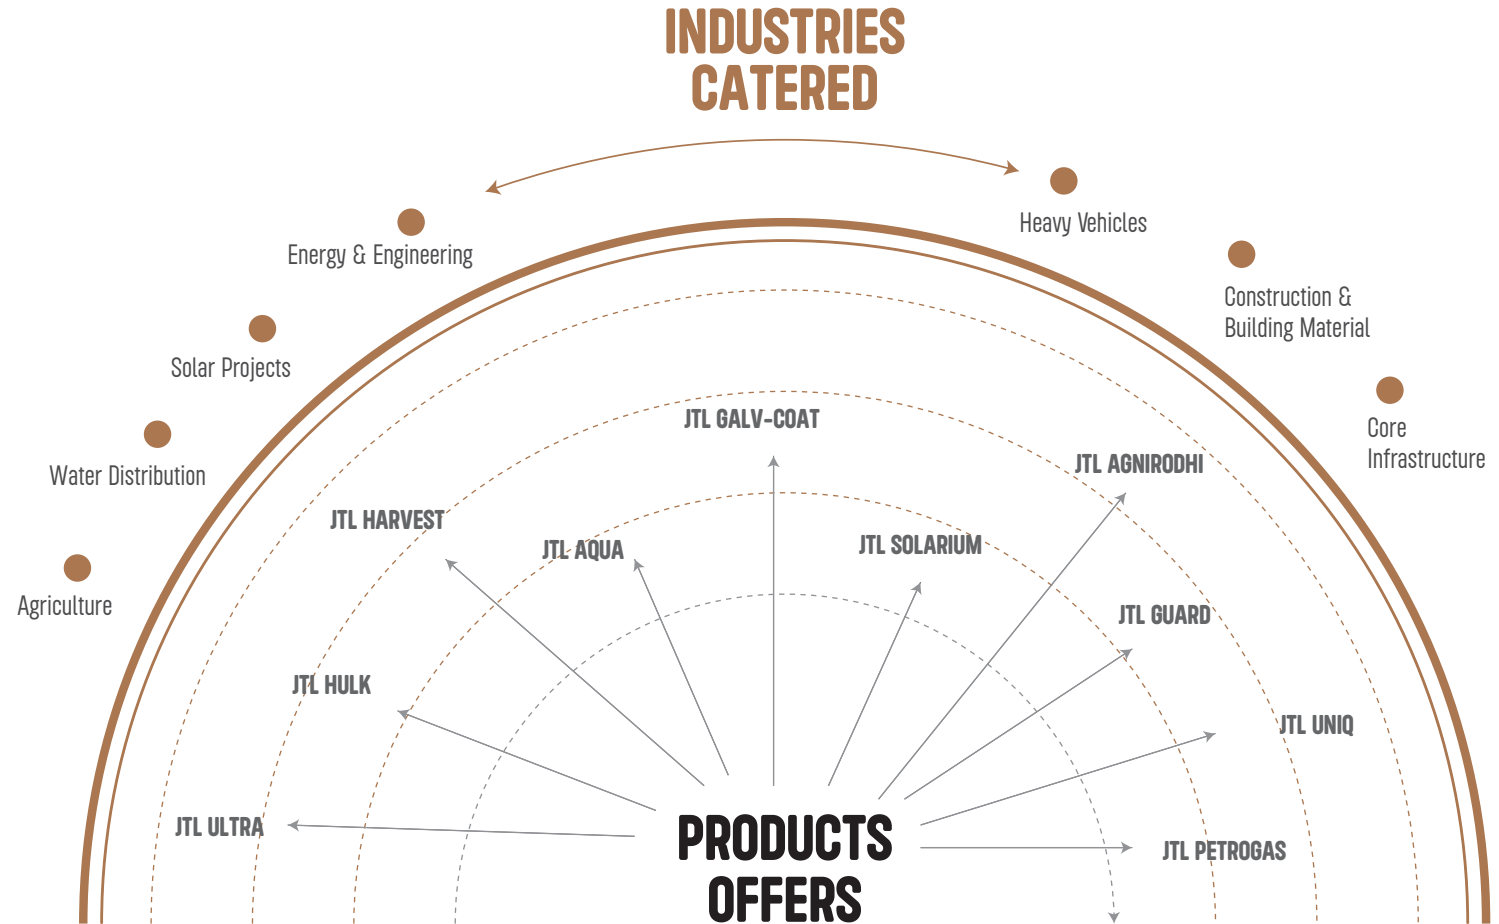 INDUSTRIES
CATERED
Heavy Vehicles
Energy & Engineering
Construction &
Building Material
Solar Projects
Core
Infrastructure
Water Distribution
Agriculture
JTL GALV-COAT
JTL AGNIRODHI
JTL HARVEST
JTL AQUA
JTL SOLARIUM
JTL GUARD
JTL HULK
JTL UNIQ
JTL ULTRA
JTL PETROGAS
PRODUCTS
OFFERS